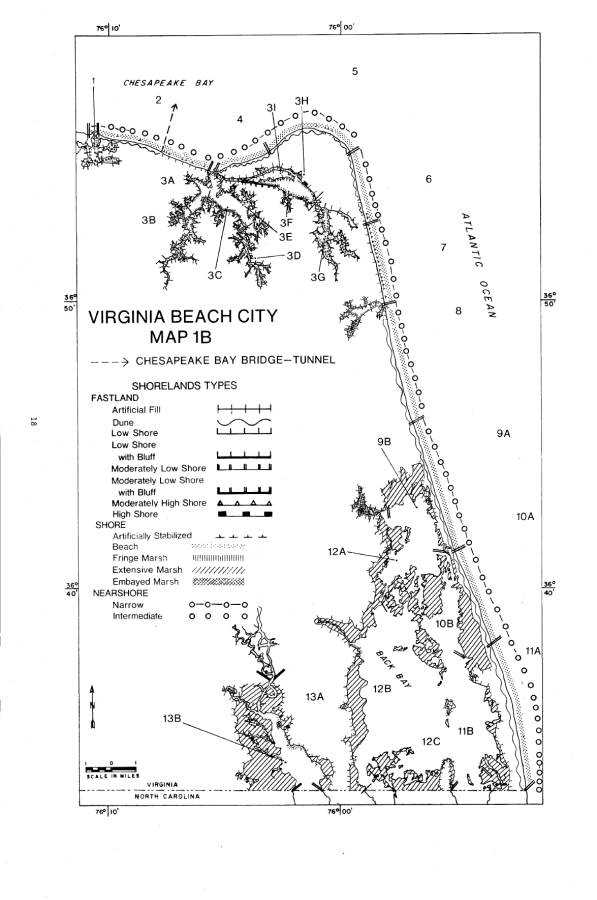 76° 10'
76° 00'
1
CHESAPEAKE BAY
5
2
3H
3I
4
3A
6
3B
3F
3E
3C
3D
3G
7
ATLANTIC OCEAN
36°
50'
36°
50'
8
VIRGINIA BEACH CITY
MAP 1B
CHESAPEAKE BAY BRIDGE—TUNNEL
SHORELANDS TYPES
FASTLAND
Artificial Fill
Dune
Low Shore
Low Shore
with Bluff
Moderately Low Shore
Moderately Low Shore
with Bluff
Moderately High Shore
High Shore
SHORE
Artificially Stabilized
Beach
Fringe Marsh
Extensive Marsh
Embayed Marsh
NEARSHORE
Narrow
Intermediate
18
9A
9B
10A
12A
36°
40'
36°
40'
10B
11A
BACK BAY
12B
13A
13B
11B
12C
N
1 0 1
SCALE IN MILES
VIRGINIA
NORTH CAROLINA
76° 10'
76° 00'